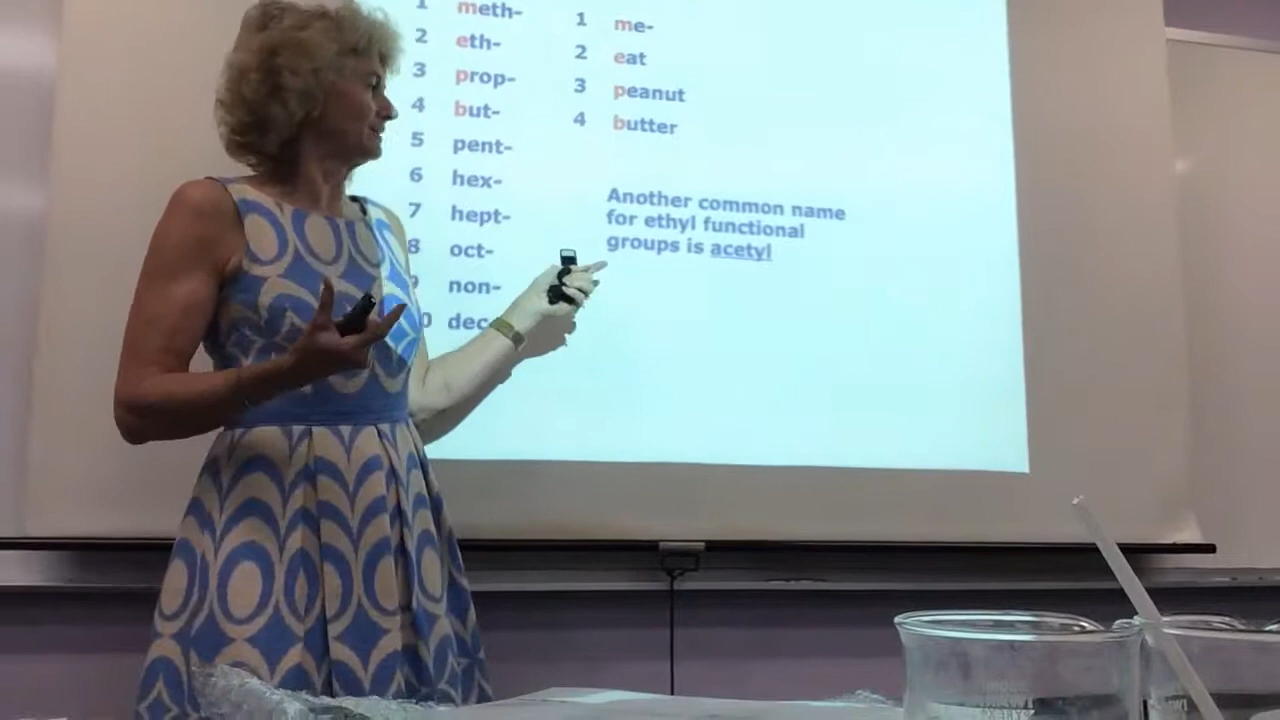 1 meth-
2 eth-
3 prop-
4 but-
5 pent-
6 hex-
7 hept-
8 oct-
non-
0 dec
1 me-
2 eat
3 peanut
4 butter
Another common name
for ethyl functional
groups is acetyl